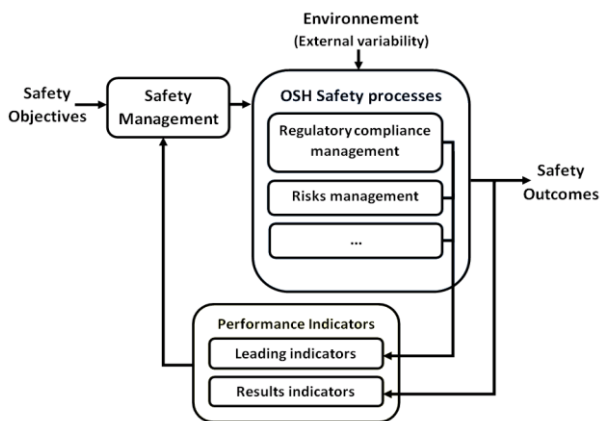 Environnement
(External variability)
Safety
Objectives
Safety
Management
OSH Safety processes
Regulatory compliance
management
Risks management
...
Safety
Outcomes
Performance Indicators
Leading indicators
Results indicators